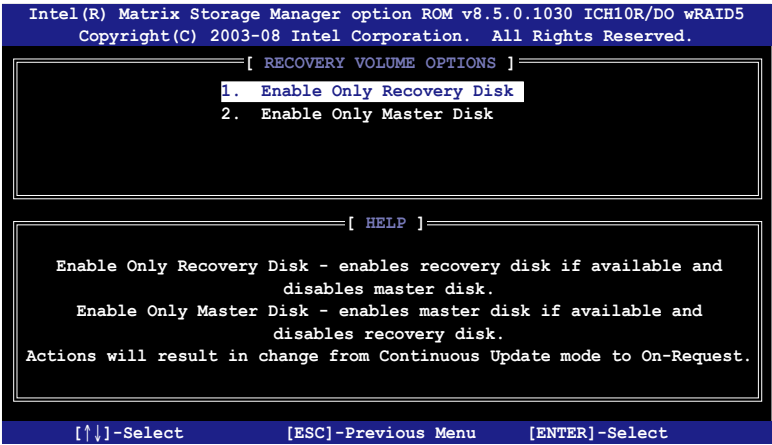 Intel(R) Matrix Storage Manager option ROM v8.5.0.1030 ICH10R/DO wRAID5
Copyright(C) 2003-08 Intel Corporation. All Rights Reserved.
[ RECOVERY VOLUME OPTIONS ]
1. Enable Only Recovery Disk
2. Enable Only Master Disk
[ HELP ]
Enable Only Recovery Disk - enables recovery disk if available and
disables master disk.
Enable Only Master Disk - enables master disk if available and
disables recovery disk.
Actions will result in change from Continuous Update mode to On-Request.
[↑↓]-Select [ESC]-Previous Menu [ENTER]-Select